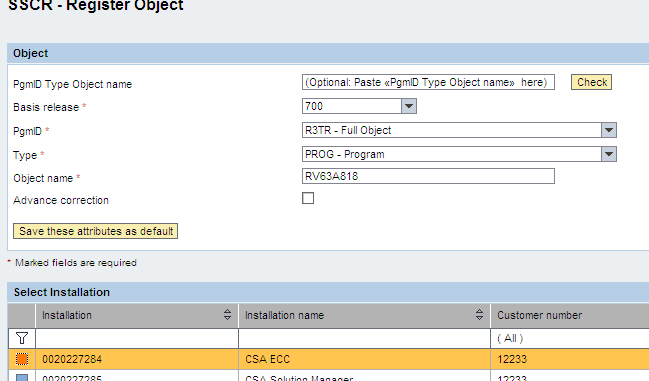 SSCR - Register Object
Object
PgmID Type Object name (Optional: Paste «PgmID Type Object name» here) Check
Basis release * 700
PgmID * R3TR - Full Object
Type * PROG - Program
Object name * RV63A818
Advance correction
Save these attributes as default
* Marked fields are required
Select Installation
Installation Installation name Customer number
( All )
0020227284 CSA ECC 12233
0020227285 CSA Solution Manager 12233